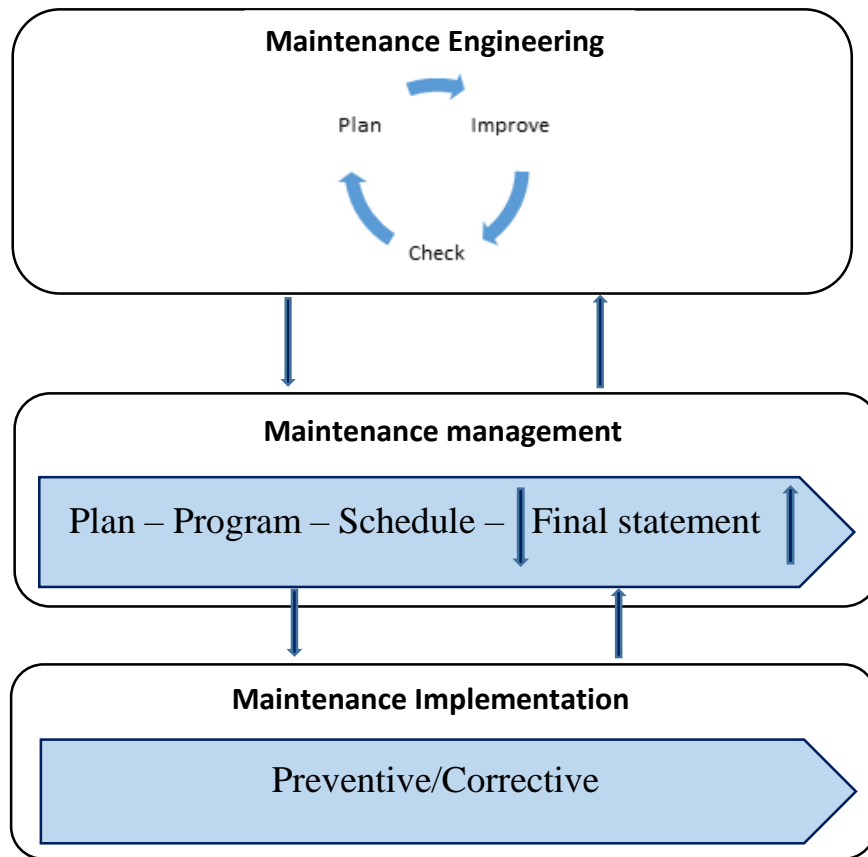 Maintenance Engineering
Plan Improve
Check
Maintenance management
Plan – Program – Schedule – Final statement
Maintenance Implementation
Preventive/Corrective